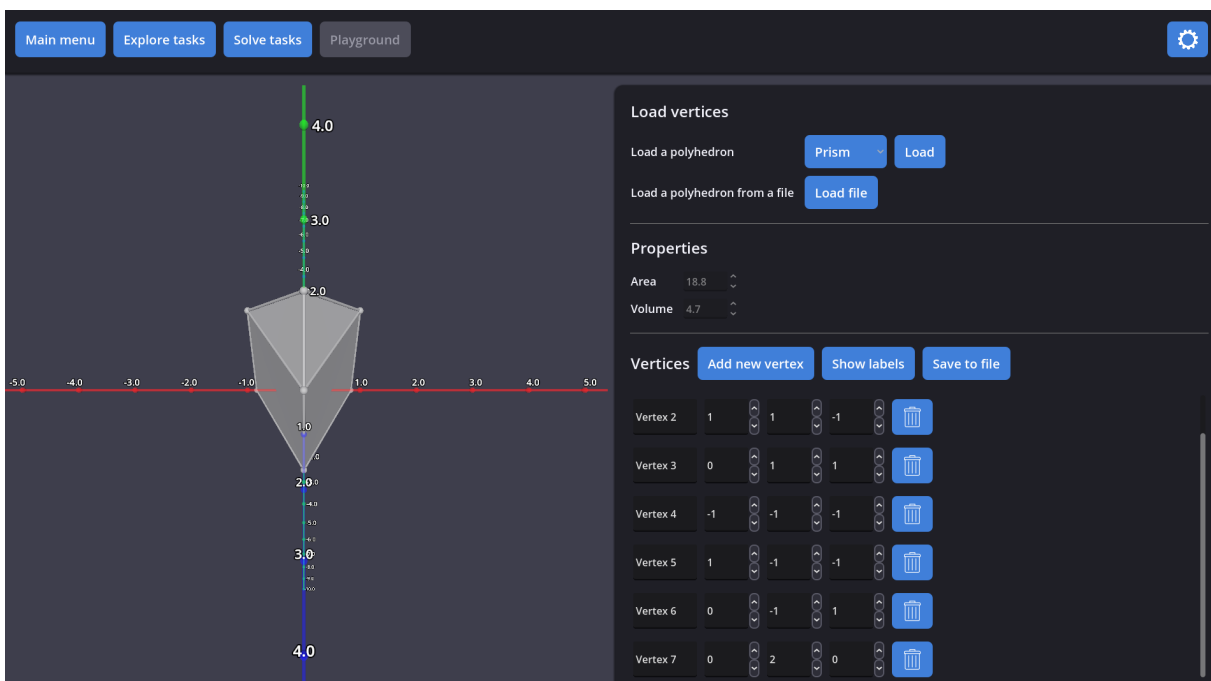 Main menu Explore tasks Solve tasks Playground
Load vertices
Load a polyhedron Prism Load
Load a polyhedron from a file Load file
Properties
Area 18.8
Volume 4.7
Vertices Add new vertex Show labels Save to file
Vertex 2 1 1 -1
Vertex 3 0 1 1
Vertex 4 -1 -1 -1
Vertex 5 1 -1 -1
Vertex 6 0 -1 1
Vertex 7 0 2 0
4.0
3.0
2.0
-5.0 -4.0 -3.0 -2.0 -1.0 1.0 2.0 3.0 4.0 5.0
1.0
2.0
3.0
4.0